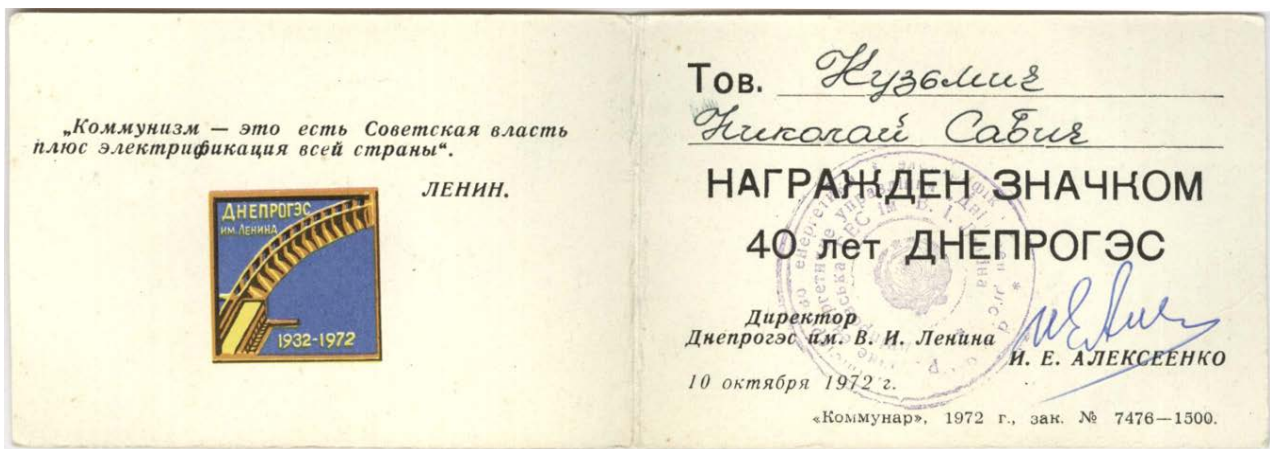 „Коммунизм — это есть Советская власть
плюс электрификация всей страны“.
ЛЕНИН.
ДНЕПРОГЭС
ИМ. ЛЕНИНА
1932-1972
Тов. Кузьмич
Николай Савич
НАГРАЖДЕН ЗНАЧКОМ
40 лет ДНЕПРОГЭС
Директор
Днепрогэс им. В. И. Ленина
И. Е. АЛЕКСЕЕНКО
10 октября 1972 г.
«Коммунар», 1972 г., зак. № 7476—1500.